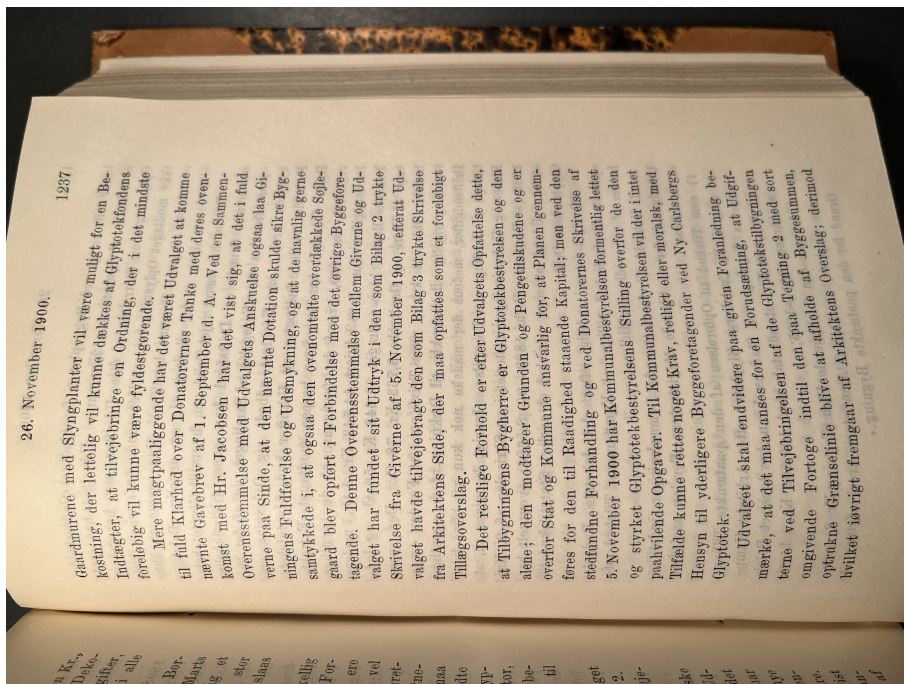 26. November 1900.
1237
Gaardmurene med Slyngplanter vil være muligt for en Be-
kostning, der lettelig vil kunne dækkes af Glyptotekfondens
Indtægter, at tilvejebringe en Ordning, der i det mindste
foreløbig vil kunne være fyldestgørende.
Mere magtpaaliggende har det været Udvalget at komme
til fuld Klarhed over Donatorernes Tanke med deres oven-
nævnte Gavebrev af 1. September d. A. Ved en Sammen-
komst med Hr. Jacobsen har det vist sig, at det i fuld
Overensstemmelse med Udvalgets Anskuelse ogsaa laa Gi-
verne paa Sinde, at den nævnte Dotation skulde sikre Byg-
ningens Fuldførelse og Udsmykning, og at de navnlig gerne
samtykkede i, at ogsaa den ovenomtalte overdækkede Søjle-
gaard blev opført i Forbindelse med det øvrige Byggefore-
tagende. Denne Overensstemmelse mellem Giverne og Ud-
valget har fundet sit Udtryk i den som Bilag 2 trykte
Skrivelse fra Giverne af 5. November 1900, efterat Ud-
valget havde tilvejebragt den som Bilag 3 trykte Skrivelse
fra Arkitektens Side, der maa opfattes som et foreløbigt
Tillægsoverslag.
Det retslige Forhold er efter Udvalgets Opfattelse dette,
at Tilbygningens Bygherre er Glyptotekbestyrelsen og den
alene; den modtager Grunden og Pengetilskudene og er
overfor Stat og Kommune ansvarlig for, at Planen gennem-
føres for den til Raadighed staaende Kapital; men ved den
stedfundne Forhandling og ved Donatorernes Skrivelse af
5. November 1900 har Kommunalbestyrelsen formentlig lettet
og styrket Glyptotekbestyrelsens Stilling overfor de den
paahvilende Opgaver. Til Kommunalbestyrelsen vil der i intet
Tilfælde kunne rettes noget Krav, retligt eller moralsk, med
Hensyn til yderligere Byggeforetagender ved Ny Carlsbergs
Glyptotek.
Udvalget skal endvidere paa given Foranledning be-
mærke, at det maa anses for en Forudsætning, at Udgif-
terne ved Tilvejebringelsen af de Glyptotekstilbygningen
omgivende Fortoge indtil den paa Tegning 2 med sort
optrukne Grænselinie blive at afholde af Byggesummen,
hvilket iøvrigt fremgaar af Arkitektens Overslag; derimod